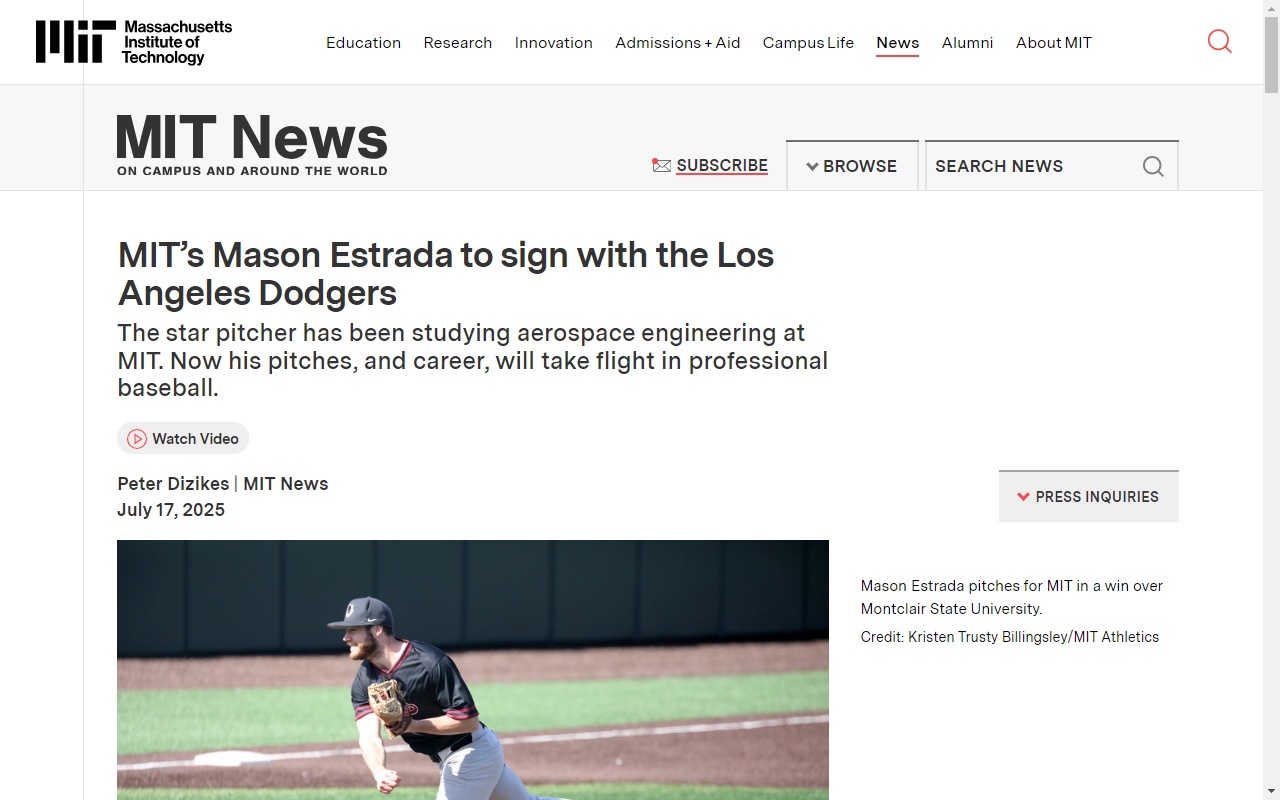 Massachusetts
Institute of
Technology
Education Research Innovation Admissions + Aid Campus Life News Alumni About MIT
MIT News
ON CAMPUS AND AROUND THE WORLD
SUBSCRIBE
BROWSE
SEARCH NEWS
MIT’s Mason Estrada to sign with the Los
Angeles Dodgers
The star pitcher has been studying aerospace engineering at
MIT. Now his pitches, and career, will take flight in professional
baseball.
Watch Video
Peter Dizikes | MIT News
July 17, 2025
PRESS INQUIRIES
Mason Estrada pitches for MIT in a win over
Montclair State University.
Credit: Kristen Trusty Billingsley/MIT Athletics